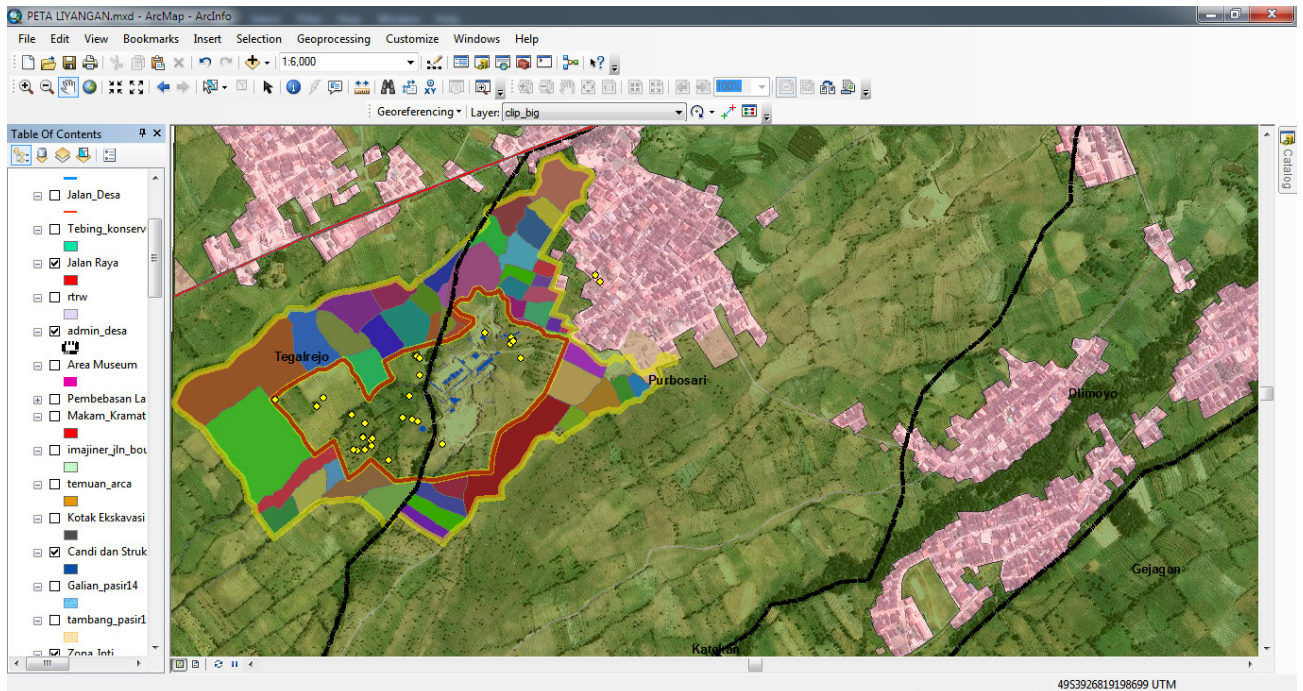 PETA LIYANGAN.mxd - ArcMap - ArcInfo
File Edit View Bookmarks Insert Selection Geoprocessing Customize Windows Help
1:6,000
100%
Georeferencing Layer: clip_big
Table Of Contents
Catalog
Jalan_Desa
Tebing_konserv
Jalan Raya
rtrw
admin_desa
Area Museum
Pembebasan La
Makam_Kramat
imajiner_jln_bou
temuan_arca
Kotak Ekskavasi
Candi dan Struk
Galian_pasir14
tambang_pasir1
Zona Inti
Tegalrejo
Purbosari
Dlimoyo
Gejagan
Katekan
49S3926819198699 UTM